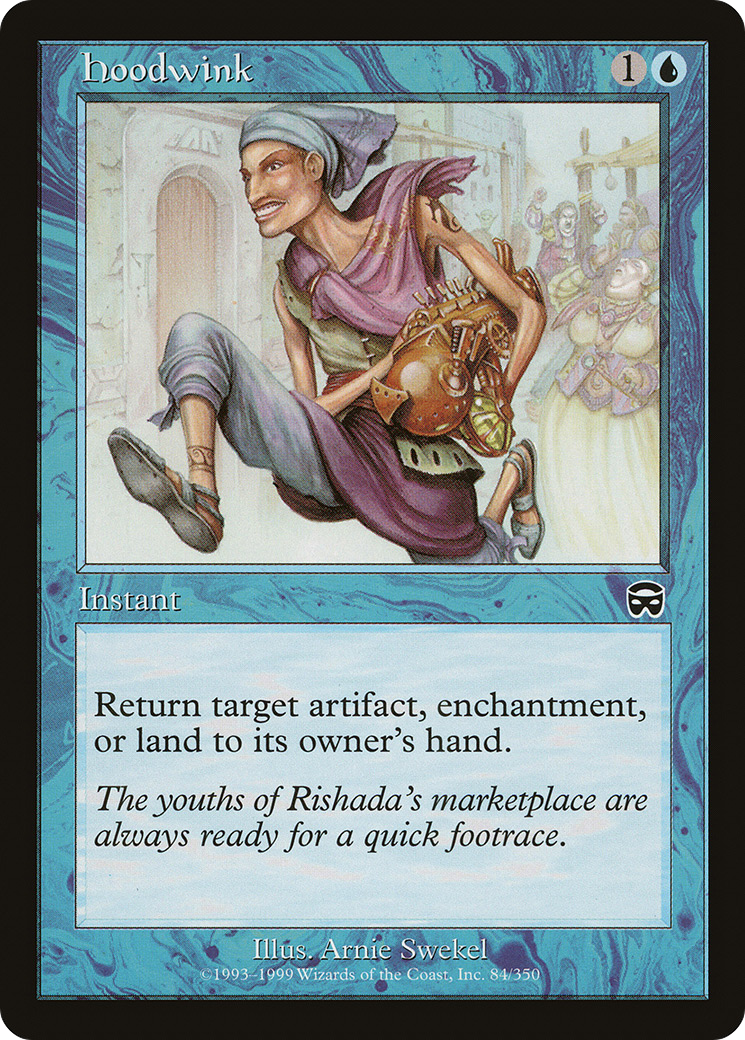 Hoodwink 1
Instant
Return target artifact, enchantment,
or land to its owner's hand.
The youths of Rishada's marketplace are
always ready for a quick footrace.
Illus. Arnie Swekel
©1993–1999 Wizards of the Coast, Inc. 84/350